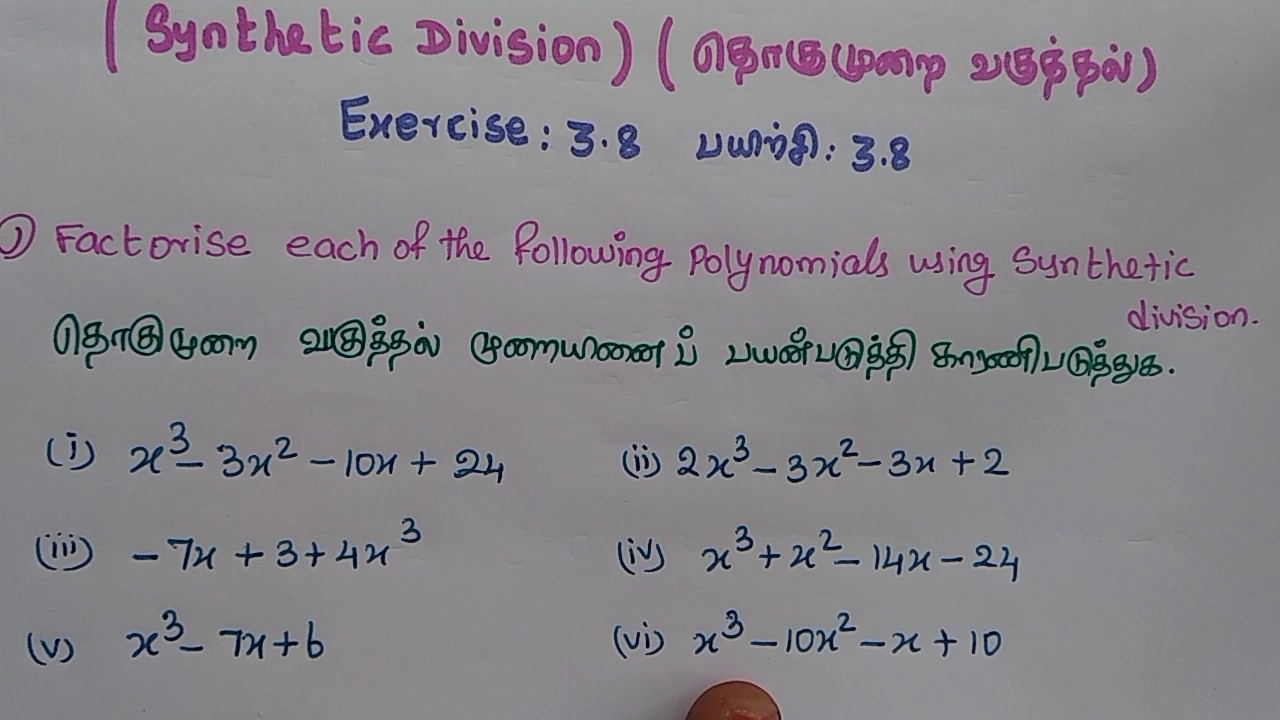 (Synthetic Division) (தொகுமுறை வகுத்தல்)
Exercise: 3.8 பயிற்சி: 3.8
1) Factorise each of the following Polynomials using Synthetic
division.
தொகுமுறை வகுத்தல் முறையினைப் பயன்படுத்தி காரணிபடுத்துக.
(i) x³ - 3x² - 10x + 24 (ii) 2x³ - 3x² - 3x + 2
(iii) - 7x + 3 + 4x³ (iv) x³ + x² - 14x - 24
(v) x³ - 7x + 6 (vi) x³ - 10x² - x + 10